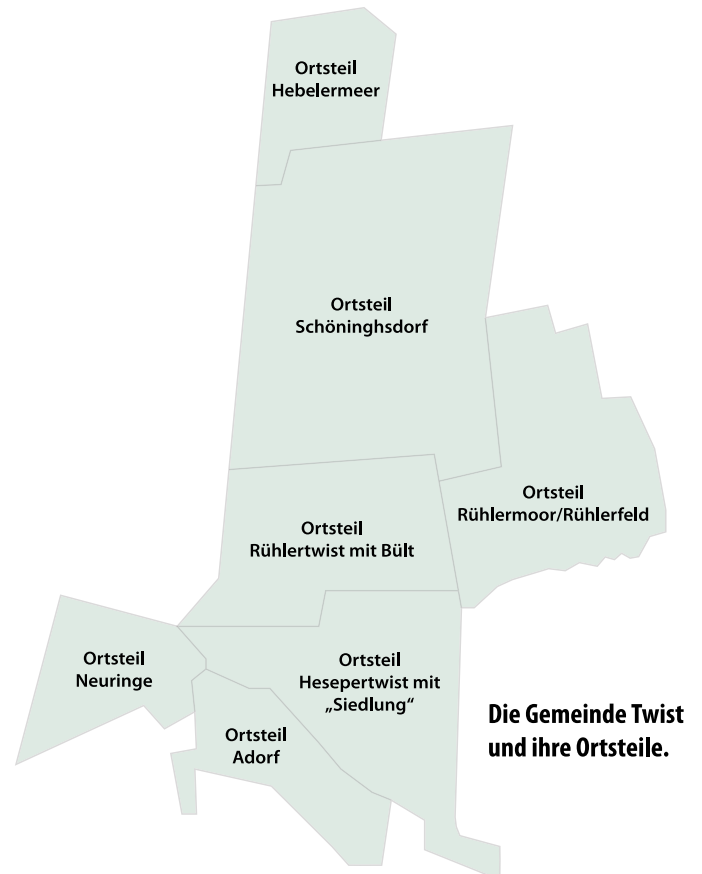 Ortsteil
Hebelermeer
Ortsteil
Schöninghsdorf
Ortsteil
Rühlermoor/Rühlerfeld
Ortsteil
Rühlertwist mit Bült
Ortsteil
Neuringe
Ortsteil
Hesepertwist mit
„Siedlung“
Ortsteil
Adorf
Die Gemeinde Twist
und ihre Ortsteile.